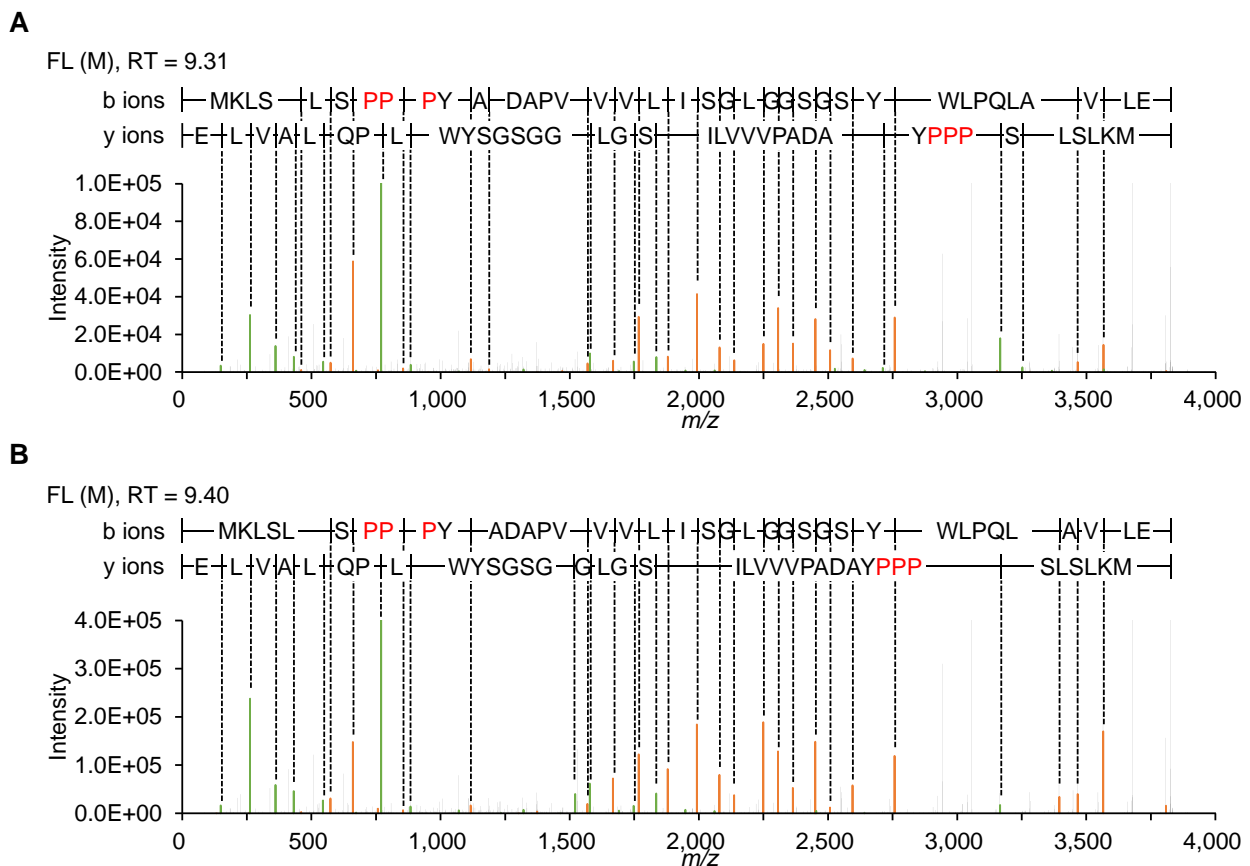 A
FL (M), RT = 9.31
b ions MKLS L S PP PY A DAPV V V L I S G L G G S G S Y WLPQLA V LE
y ions E L V A L QP L WYSGSGG LG S ILVVVPADA YPPP S LSLKM
1.0E+05
8.0E+04
6.0E+04
4.0E+04
2.0E+04
0.0E+00
Intensity
0 500 1,000 1,500 2,000 2,500 3,000 3,500 4,000
m/z
B
FL (M), RT = 9.40
b ions MKLSL S PP PY ADAPV V V L I S G L G G S G S Y WLPQL A V LE
y ions E L V A L QP L WYSGSG G L G S ILVVVPADAYPPP SLSLKM
4.0E+05
3.0E+05
2.0E+05
1.0E+05
0.0E+00
Intensity
0 500 1,000 1,500 2,000 2,500 3,000 3,500 4,000
m/z